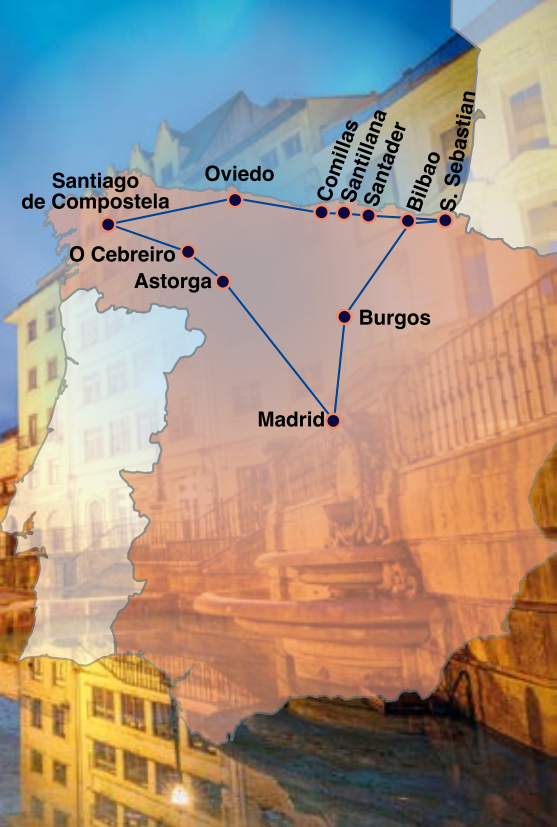 Santiago
de Compostela
Oviedo
Comillas
Santillana
Santader
Bilbao
S. Sebastian
O Cebreiro
Astorga
Burgos
Madrid